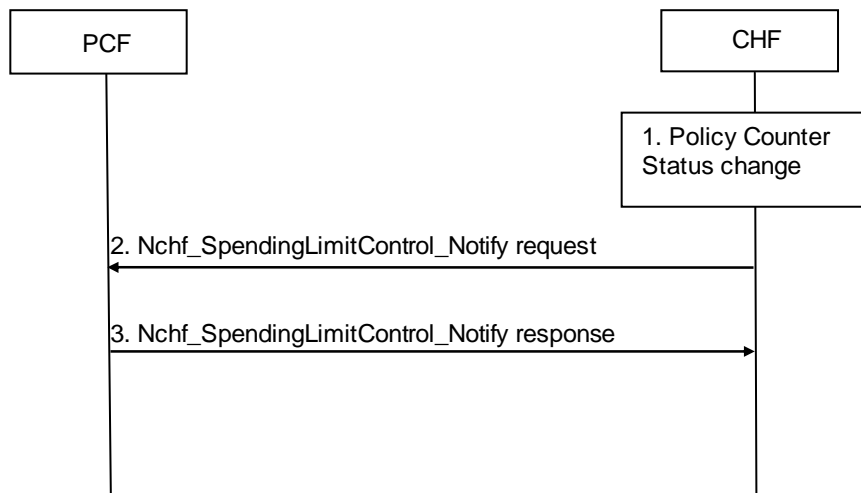 PCF
CHF
1. Policy Counter
Status change
2. Nchf_SpendingLimitControl_Notify request
3. Nchf_SpendingLimitControl_Notify response